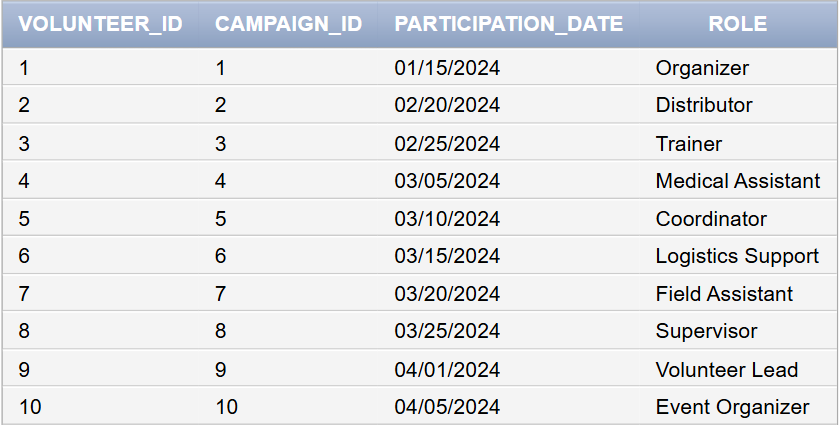 VOLUNTEER_ID CAMPAIGN_ID PARTICIPATION_DATE ROLE
1 1 01/15/2024 Organizer
2 2 02/20/2024 Distributor
3 3 02/25/2024 Trainer
4 4 03/05/2024 Medical Assistant
5 5 03/10/2024 Coordinator
6 6 03/15/2024 Logistics Support
7 7 03/20/2024 Field Assistant
8 8 03/25/2024 Supervisor
9 9 04/01/2024 Volunteer Lead
10 10 04/05/2024 Event Organizer